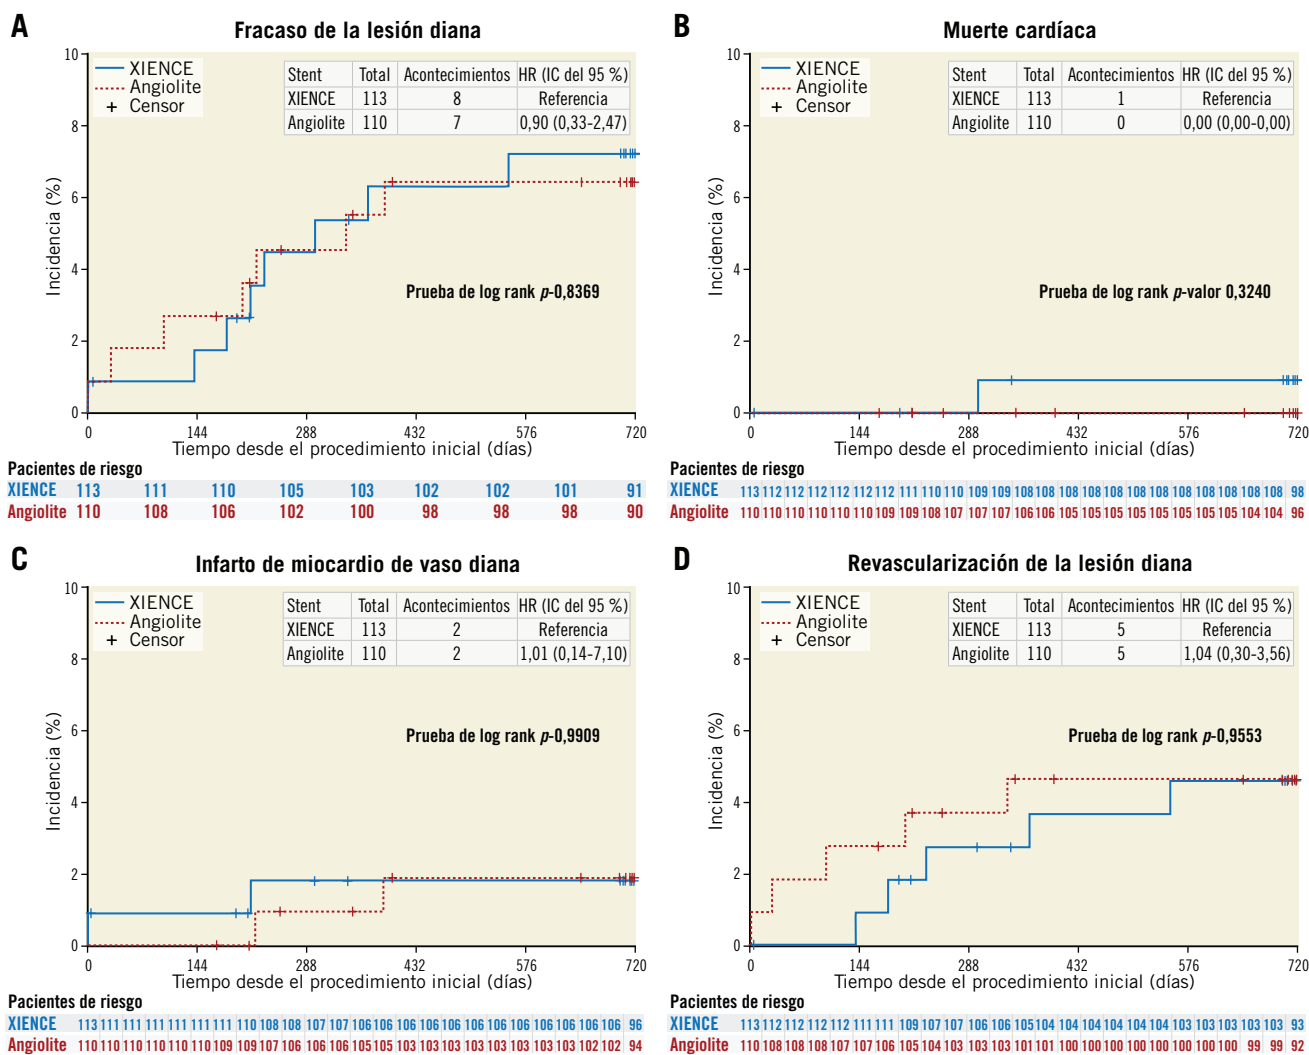 A
Fracaso de la lesión diana
10
8
6
4
2
0
Incidencia (%)
XIENCE
Angiolite
+ Censor
Stent Total Acontecimientos HR (IC del 95 %)
XIENCE 113 8 Referencia
Angiolite 110 7 0,90 (0,33-2,47)
Prueba de log rank p-0,8369
0 144 288 432 576 720
Tiempo desde el procedimiento inicial (días)
Pacientes de riesgo
XIENCE 113 111 110 105 103 102 102 101 91
Angiolite 110 108 106 102 100 98 98 98 90
B
Muerte cardíaca
10
8
6
4
2
0
Incidencia (%)
XIENCE
Angiolite
+ Censor
Stent Total Acontecimientos HR (IC del 95 %)
XIENCE 113 1 Referencia
Angiolite 110 0 0,00 (0,00-0,00)
Prueba de log rank p-valor 0,3240
0 144 288 432 576 720
Tiempo desde el procedimiento inicial (días)
Pacientes de riesgo
XIENCE 113 112 112 112 112 112 112 111 110 110 109 109 108 108 108 108 108 108 108 108 108 108 108 108 98
Angiolite 110 110 110 110 110 110 109 109 108 107 107 107 106 106 105 105 105 105 105 105 105 105 104 104 96
C
Infarto de miocardio de vaso diana
10
8
6
4
2
0
Incidencia (%)
XIENCE
Angiolite
+ Censor
Stent Total Acontecimientos HR (IC del 95 %)
XIENCE 113 2 Referencia
Angiolite 110 2 1,01 (0,14-7,10)
Prueba de log rank p-0,9909
0 144 288 432 576 720
Tiempo desde el procedimiento inicial (días)
Pacientes de riesgo
XIENCE 113 111 111 111 111 111 111 110 108 108 107 107 106 106 106 106 106 106 106 106 106 106 106 106 96
Angiolite 110 110 110 110 110 110 109 109 107 106 106 106 105 105 103 103 103 103 103 103 103 103 102 102 94
D
Revascularización de la lesión diana
10
8
6
4
2
0
Incidencia (%)
XIENCE
Angiolite
+ Censor
Stent Total Acontecimientos HR (IC del 95 %)
XIENCE 113 5 Referencia
Angiolite 110 5 1,04 (0,30-3,56)
Prueba de log rank p-0,9553
0 144 288 432 576 720
Tiempo desde el procedimiento inicial (días)
Pacientes de riesgo
XIENCE 113 112 112 112 112 111 111 109 107 107 106 106 105 104 104 104 104 104 104 103 103 103 103 103 93
Angiolite 110 108 108 108 107 107 106 105 104 103 103 103 101 101 100 100 100 100 100 100 100 100 99 99 92